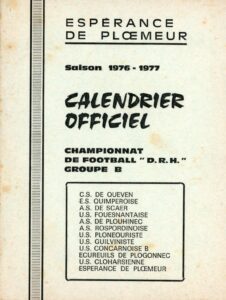 ESPÉRANCE
DE PLŒMEUR
Saison 1976 - 1977
CALENDRIER
OFFICIEL
CHAMPIONNAT
DE FOOTBALL " D.R.H. "
GROUPE B
C.S. DE QUEVEN
E.S. QUIMPEROISE
A.S. DE SCAER
U.S. FOUESNANTAISE
A.S. DE PLOUHINEC
A.S. ROSPORDINOISE
U.S. PLONEOURISTE
U.S. GUILVINISTE
U.S. CONCARNOISE B
ECUREUILS DE PLOGONNEC
U.S. CLOHARSIENNE
ESPERANCE DE PLŒMEUR